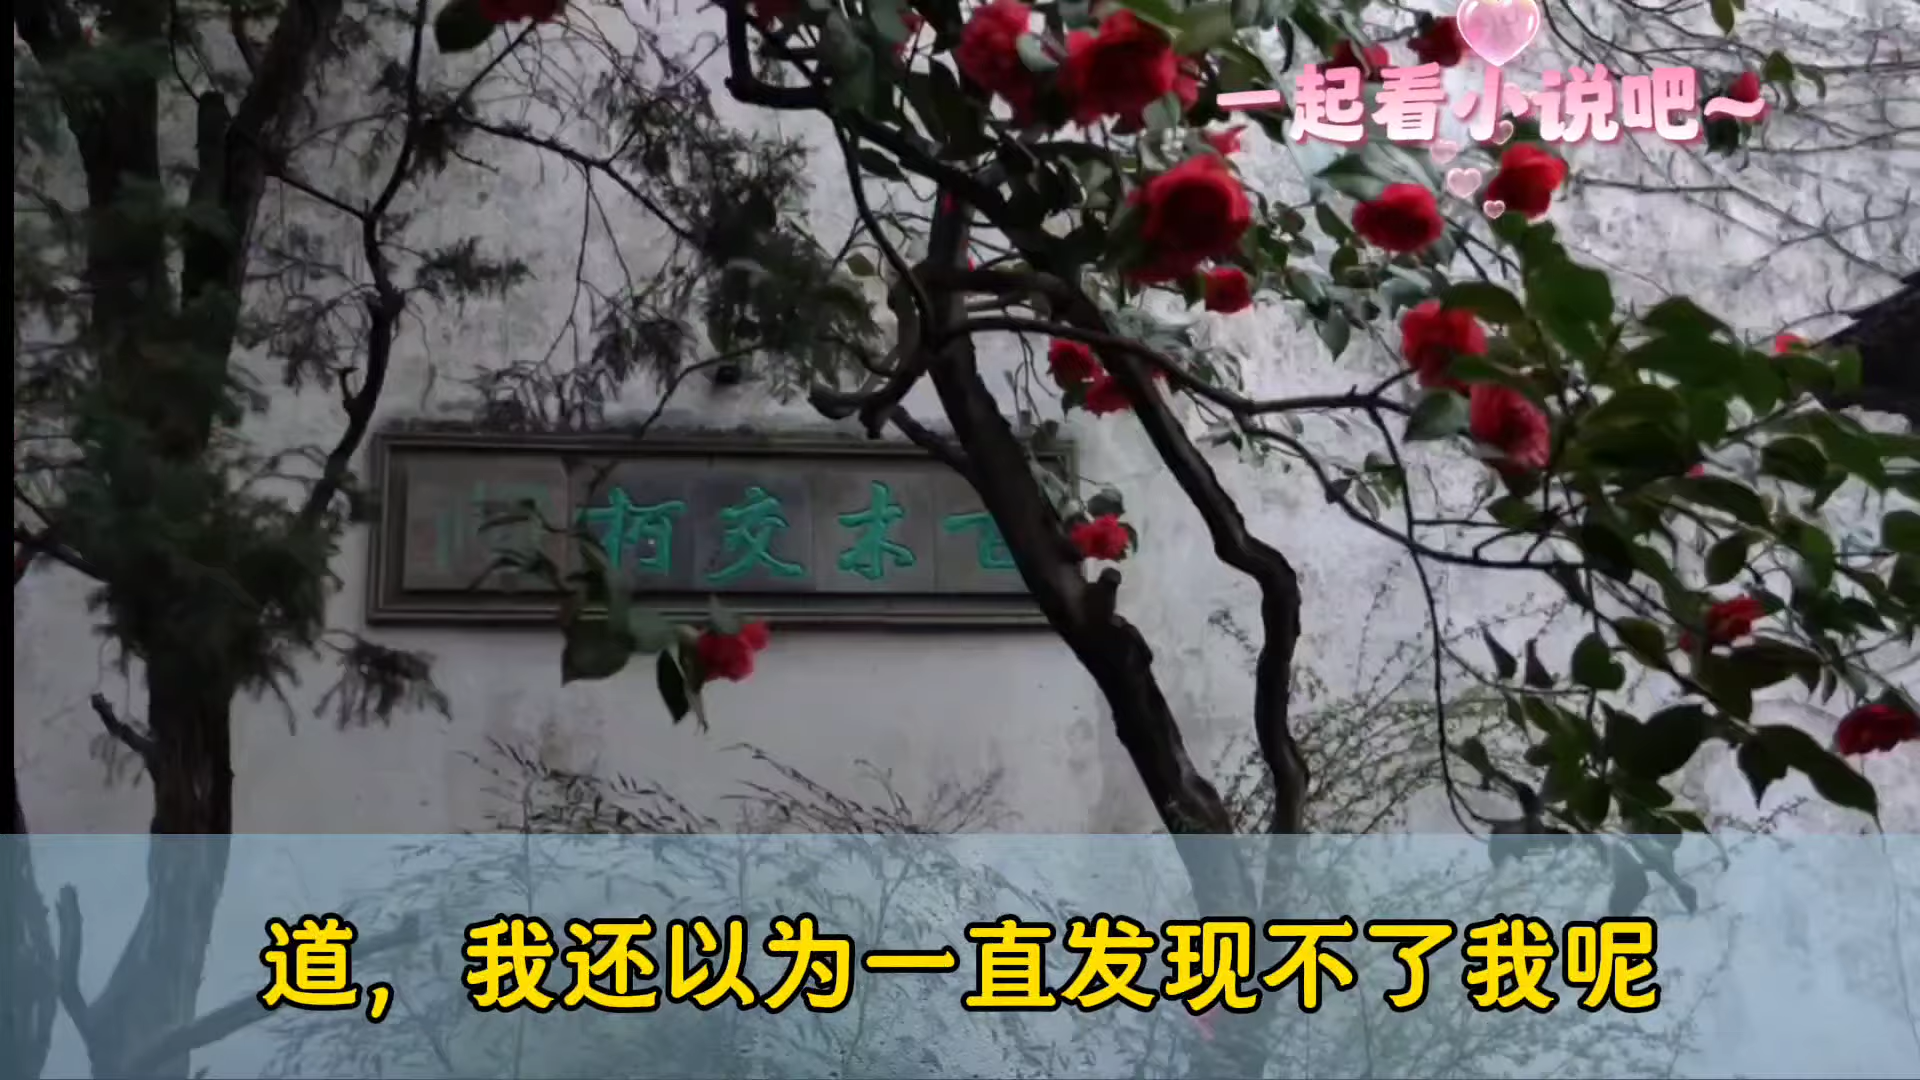 一起看小说吧～
木交柯
道，我还以为一直发现不了我呢